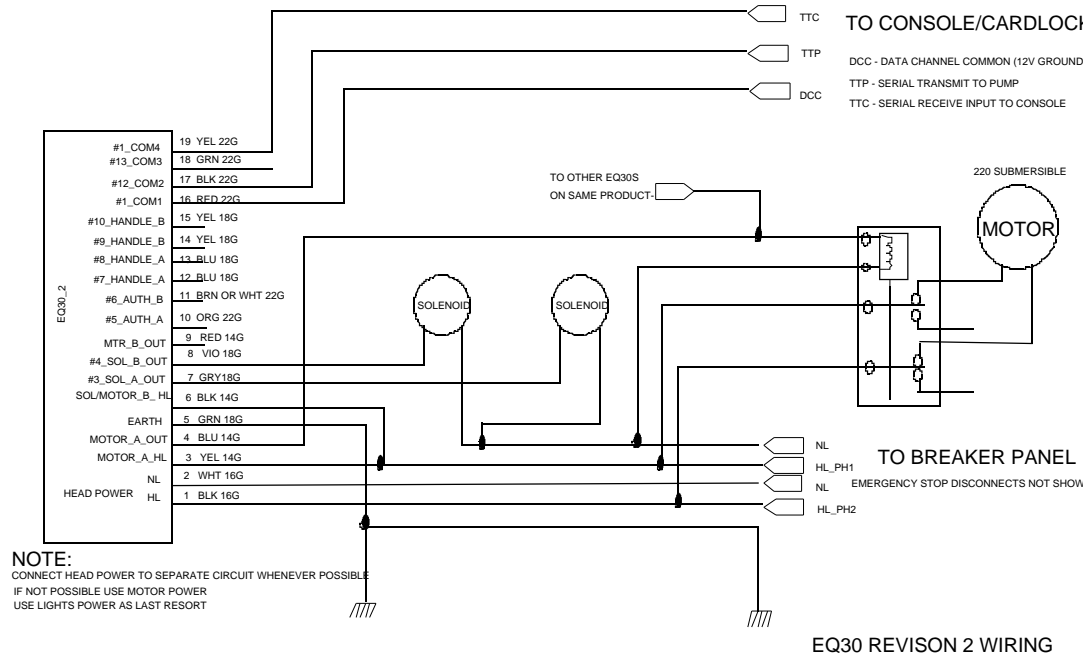 TTC
TO CONSOLE/CARDLOCK
TTP
DCC - DATA CHANNEL COMMON (12V GROUND
TTP - SERIAL TRANSMIT TO PUMP
DCC
TTC - SERIAL RECEIVE INPUT TO CONSOLE
EQ30_2
#1_COM4 19 YEL 22G
#13_COM3 18 GRN 22G
#12_COM2 17 BLK 22G
#1_COM1 16 RED 22G
#10_HANDLE_B 15 YEL 18G
#9_HANDLE_B 14 YEL 18G
#8_HANDLE_A 13 BLU 18G
#7_HANDLE_A 12 BLU 18G
#6_AUTH_B 11 BRN OR WHT 22G
#5_AUTH_A 10 ORG 22G
MTR_B_OUT 9 RED 14G
#4_SOL_B_OUT 8 VIO 18G
#3_SOL_A_OUT 7 GRY18G
SOL/MOTOR_B_HL 6 BLK 14G
EARTH 5 GRN 18G
MOTOR_A_OUT 4 BLU 14G
MOTOR_A_HL 3 YEL 14G
NL 2 WHT 16G
HEAD POWER
HL 1 BLK 16G
TO OTHER EQ30S
ON SAME PRODUCT-
220 SUBMERSIBLE
MOTOR
SOLENOID
SOLENOID
NL
HL_PH1
TO BREAKER PANEL
NL
EMERGENCY STOP DISCONNECTS NOT SHOW
HL_PH2
NOTE:
CONNECT HEAD POWER TO SEPARATE CIRCUIT WHENEVER POSSIBLE
IF NOT POSSIBLE USE MOTOR POWER
USE LIGHTS POWER AS LAST RESORT
EQ30 REVISON 2 WIRING